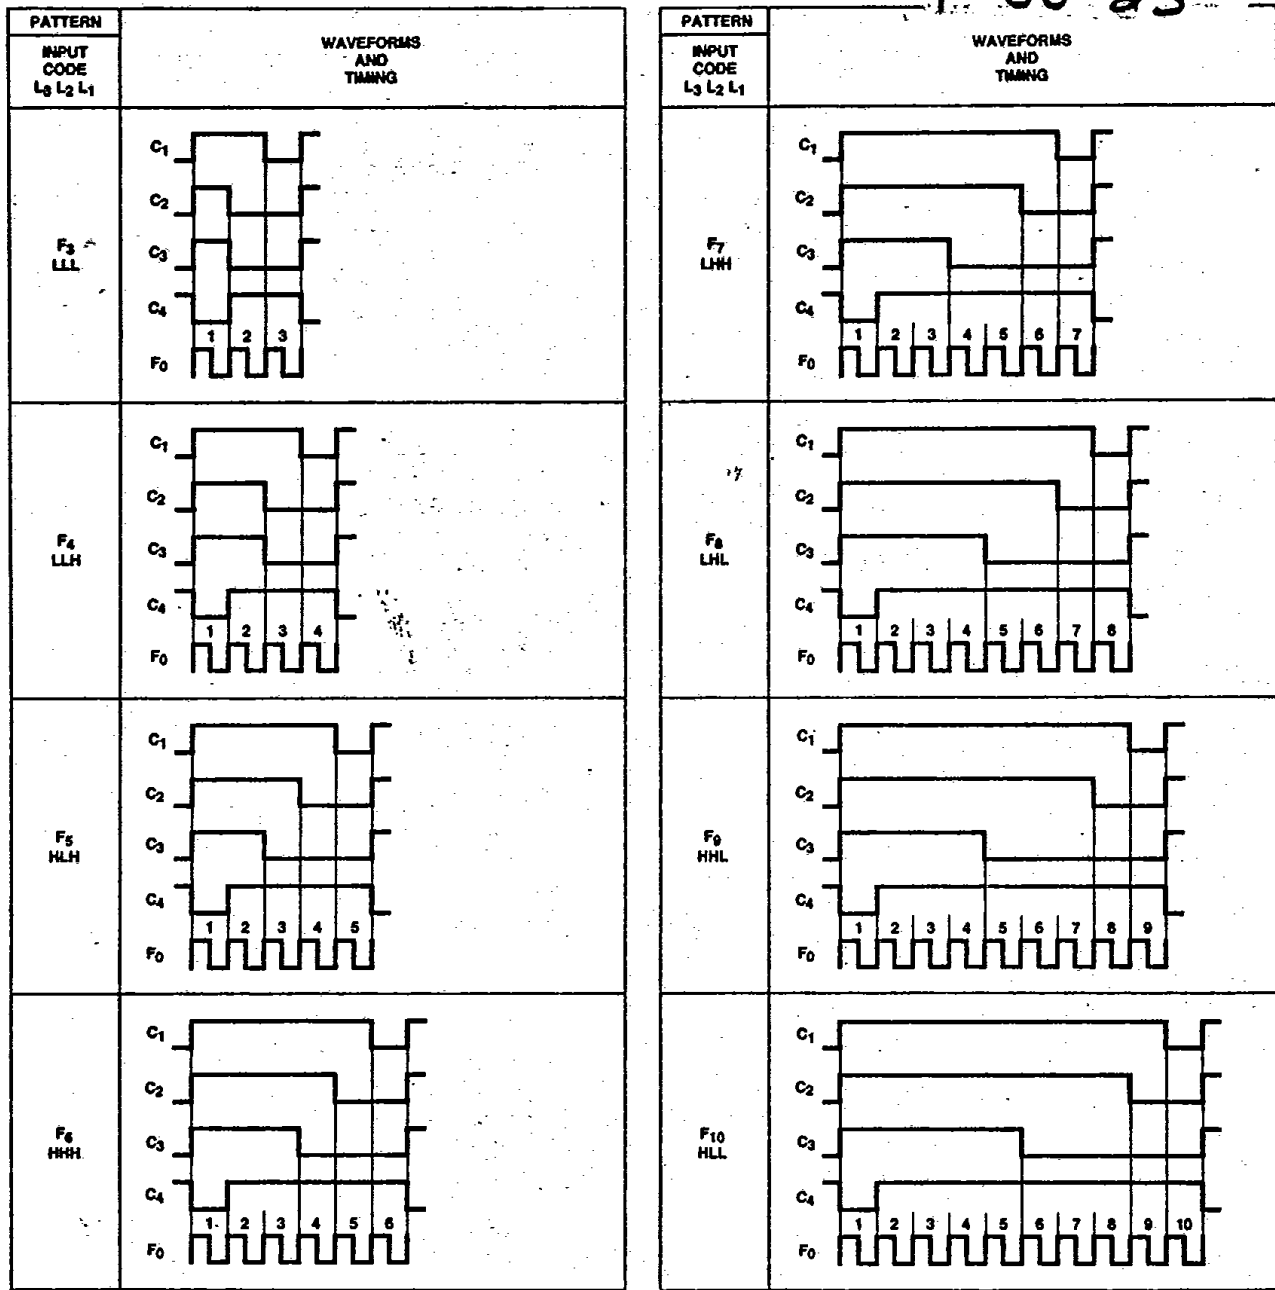 PATTERN
INPUT
CODE
L3 L2 L1
WAVEFORMS
AND
TIMING
F3
LLL
C1
C2
C3
C4
1 2 3
F0
F4
LLH
C1
C2
C3
C4
1 2 3 4
F0
F5
HLH
C1
C2
C3
C4
1 2 3 4 5
F0
F6
HHH
C1
C2
C3
C4
1 2 3 4 5 6
F0
PATTERN
INPUT
CODE
L3 L2 L1
WAVEFORMS
AND
TIMING
F7
LHH
C1
C2
C3
C4
1 2 3 4 5 6 7
F0
F8
LHL
C1
C2
C3
C4
1 2 3 4 5 6 7 8
F0
F9
HHL
C1
C2
C3
C4
1 2 3 4 5 6 7 8 9
F0
F10
HLL
C1
C2
C3
C4
1 2 3 4 5 6 7 8 9 10
F0